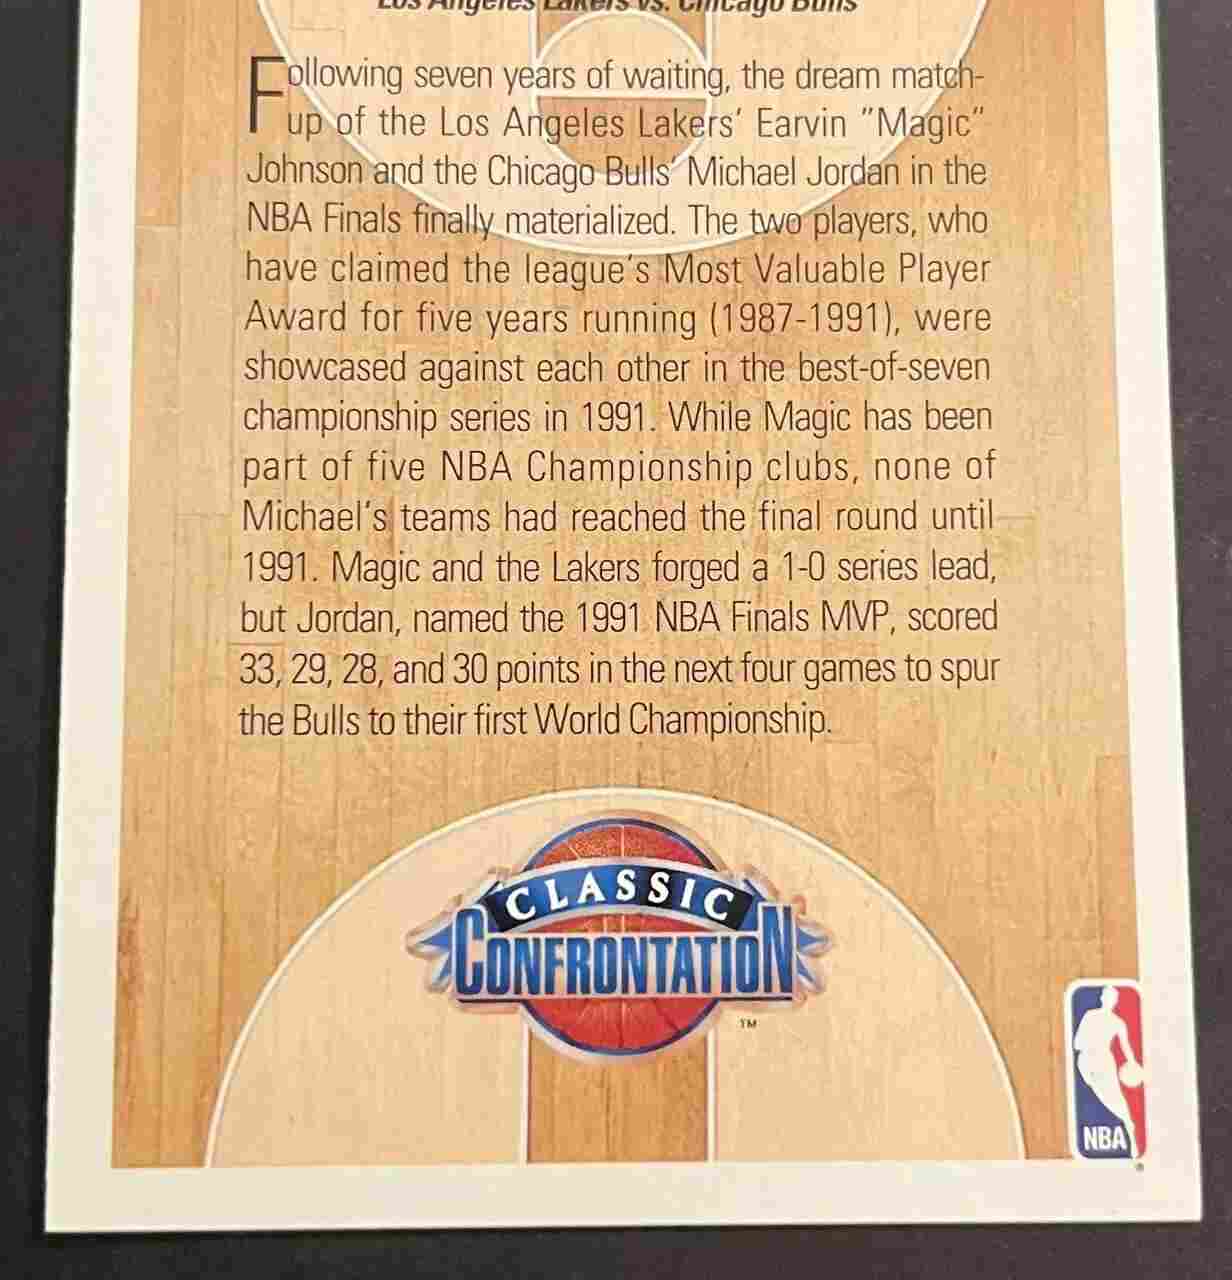 Los Angeles Lakers vs. Chicago Bulls
Following seven years of waiting, the dream match-
up of the Los Angeles Lakers' Earvin "Magic"
Johnson and the Chicago Bulls' Michael Jordan in the
NBA Finals finally materialized. The two players, who
have claimed the league's Most Valuable Player
Award for five years running (1987-1991), were
showcased against each other in the best-of-seven
championship series in 1991. While Magic has been
part of five NBA Championship clubs, none of
Michael's teams had reached the final round until
1991. Magic and the Lakers forged a 1-0 series lead,
but Jordan, named the 1991 NBA Finals MVP, scored
33, 29, 28, and 30 points in the next four games to spur
the Bulls to their first World Championship.
CLASSIC
CONFRONTATION
TM
NBA
®